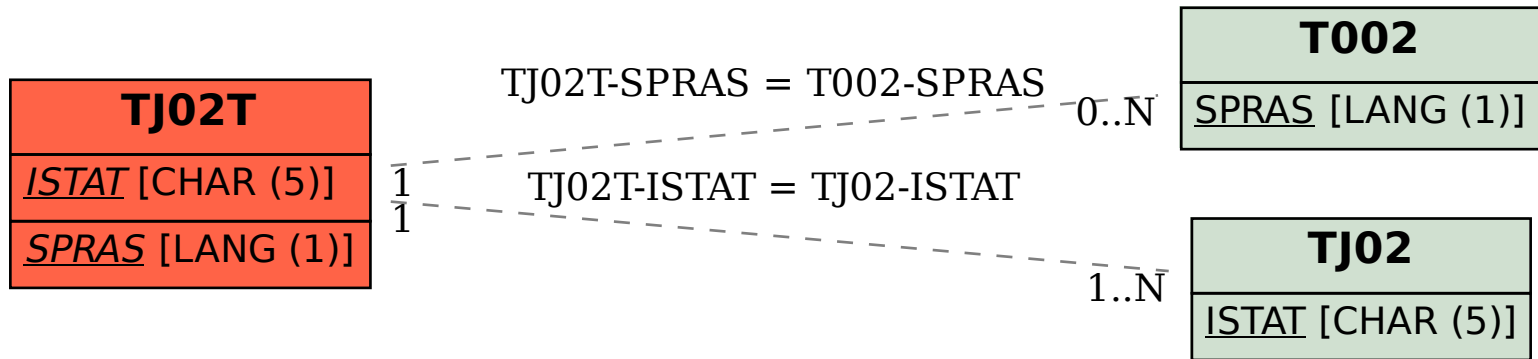 TJ02T
ISTAT [CHAR (5)]
SPRAS [LANG (1)]
TJ02T-SPRAS = T002-SPRAS
1
0..N
TJ02T-ISTAT = TJ02-ISTAT
1
1..N
T002
SPRAS [LANG (1)]
TJ02
ISTAT [CHAR (5)]